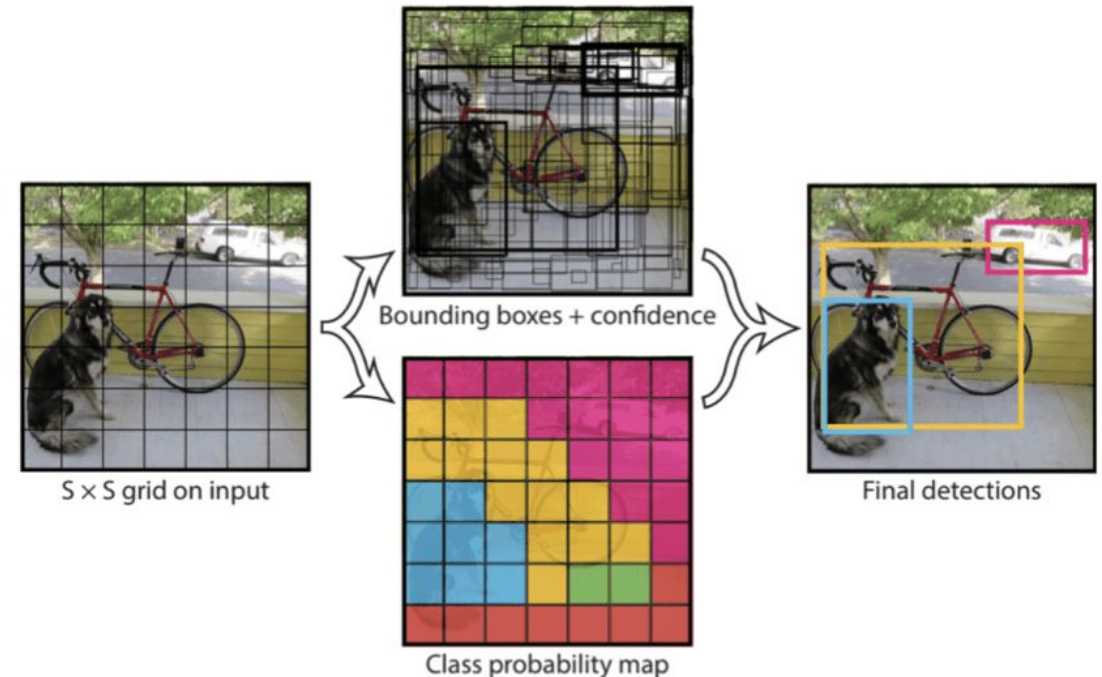 S × S grid on input
Bounding boxes + confidence
Class probability map
Final detections